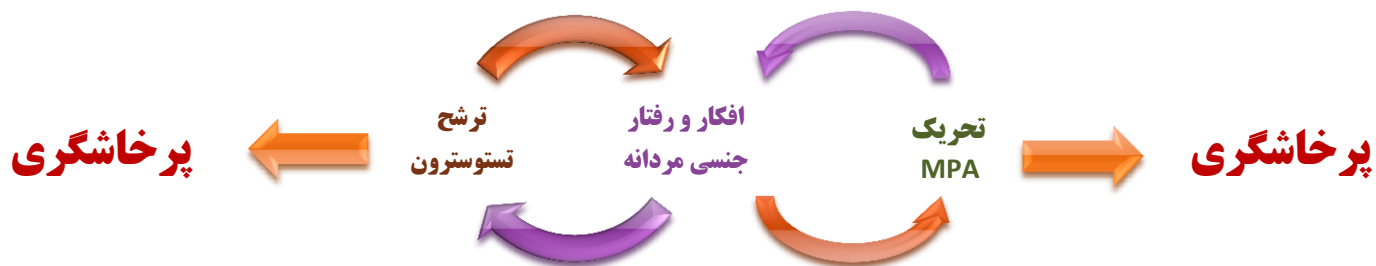 پرخاشگری
تحریک
MPA
افکار و رفتار
جنسی مردانه
ترشح
تستوسترون
پرخاشگری